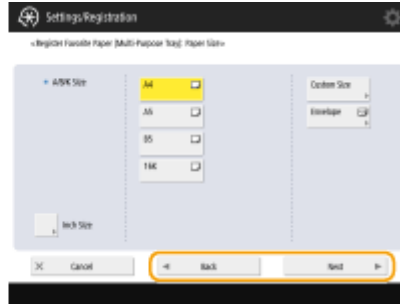 Settings/Registration
<Register Favorite Paper (Multi-Purpose Tray): Paper Size>
A/B/K Size
A4
A5
B5
16K
Custom Size
Envelope
Inch Size
Cancel
Back
Next